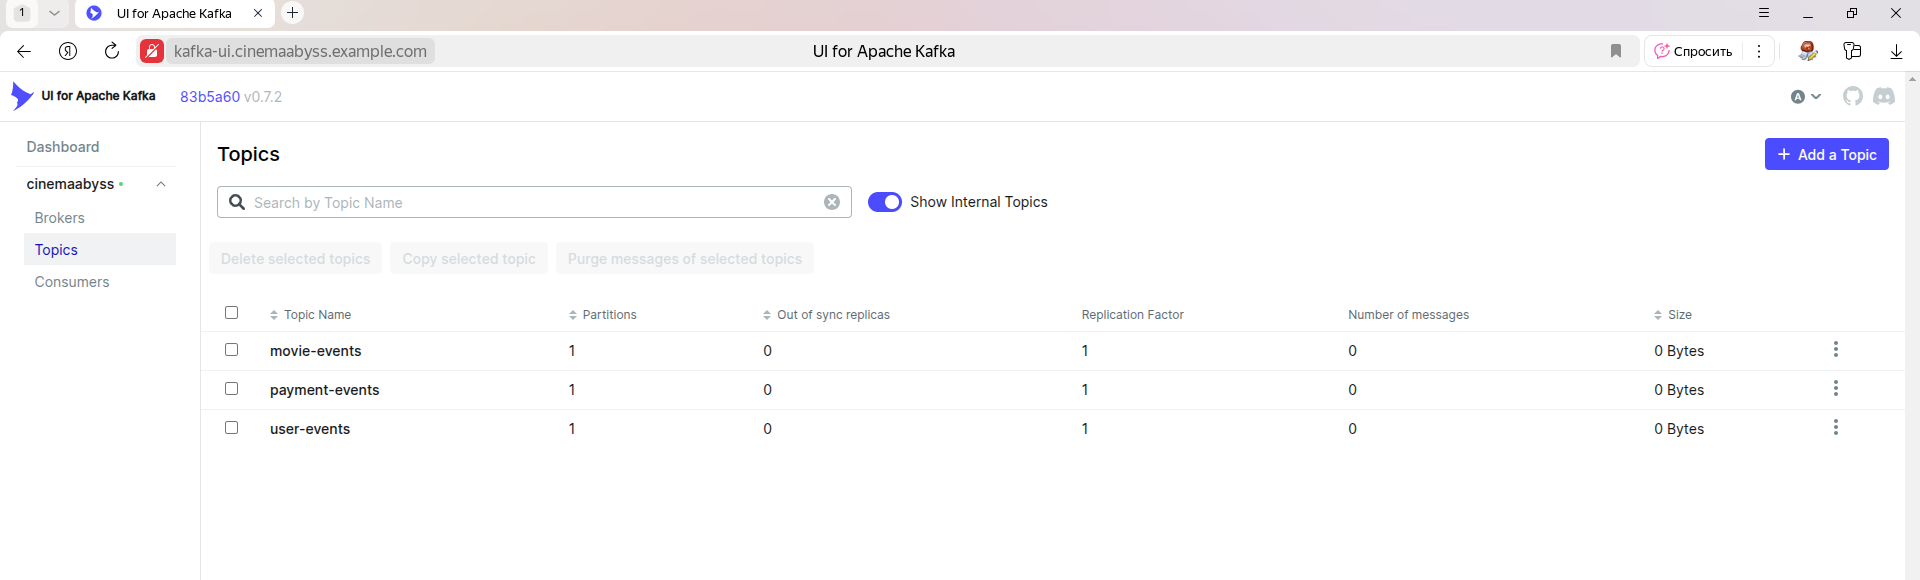 1
UI for Apache Kafka
Я
kafka-ui.cinemaabyss.example.com
UI for Apache Kafka
Спросить
UI for Apache Kafka
83b5a60 v0.7.2
A
Dashboard
cinemaabyss
Brokers
Topics
Consumers
Topics
Add a Topic
Search by Topic Name
Show Internal Topics
Delete selected topics Copy selected topic Purge messages of selected topics
Topic Name Partitions Out of sync replicas Replication Factor Number of messages Size
movie-events 1 0 1 0 0 Bytes
payment-events 1 0 1 0 0 Bytes
user-events 1 0 1 0 0 Bytes